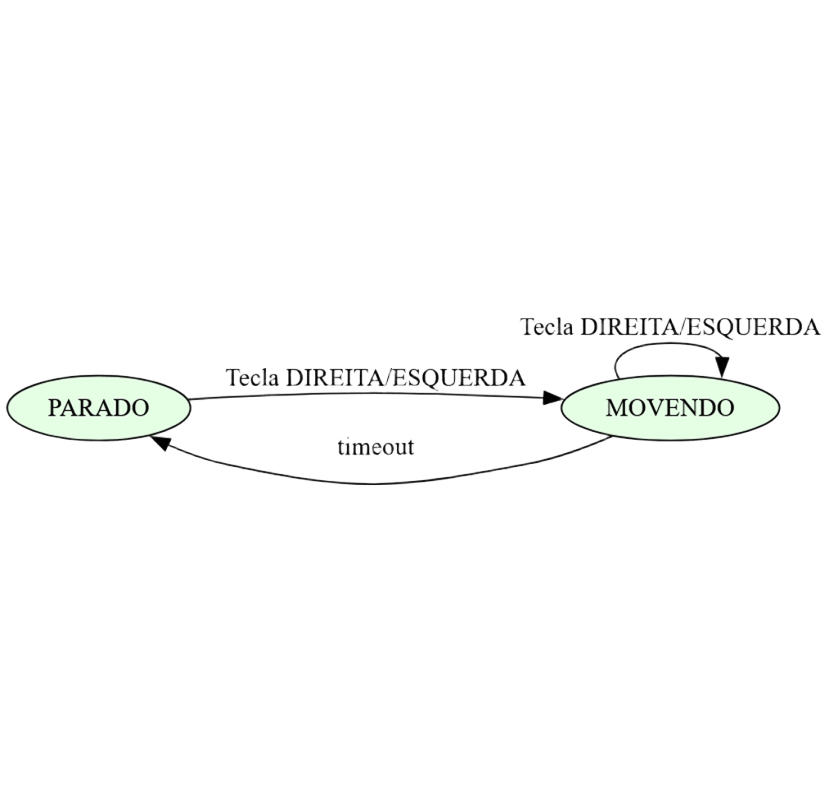 Tecla DIREITA/ESQUERDA
Tecla DIREITA/ESQUERDA
PARADO
MOVENDO
timeout